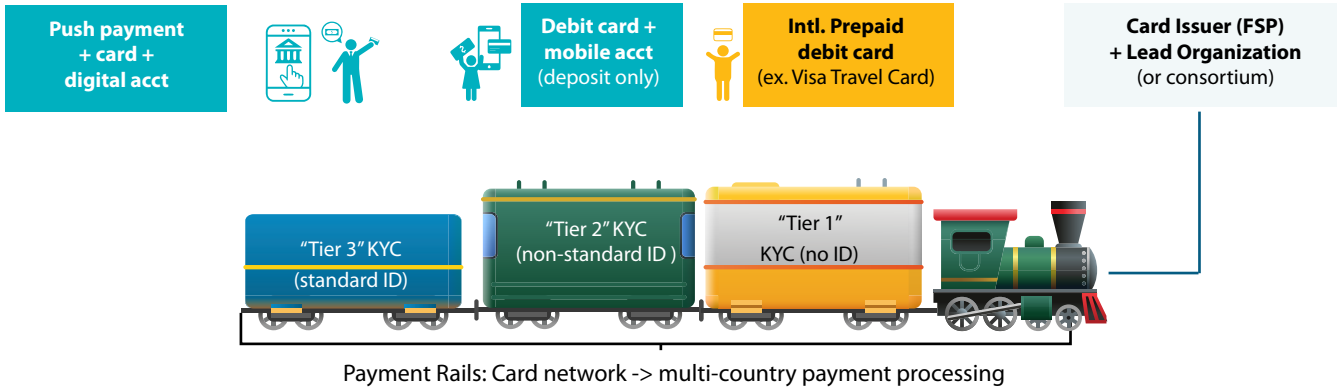 Push payment
+ card +
digital acct
Debit card +
mobile acct
(deposit only)
Intl. Prepaid
debit card
(ex. Visa Travel Card)
Card Issuer (FSP)
+ Lead Organization
(or consortium)
“Tier 3” KYC
(standard ID)
“Tier 2” KYC
(non-standard ID )
“Tier 1”
KYC (no ID)
Payment Rails: Card network -> multi-country payment processing